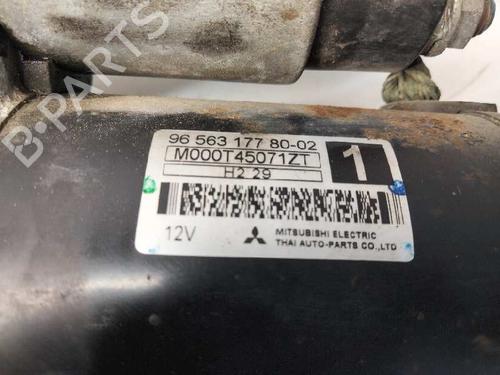 96 563 177 80-02
M000T45071ZT
1
H2 29
12V
MITSUBISHI ELECTRIC
THAI AUTO-PARTS CO.,LTD
B-PARTS